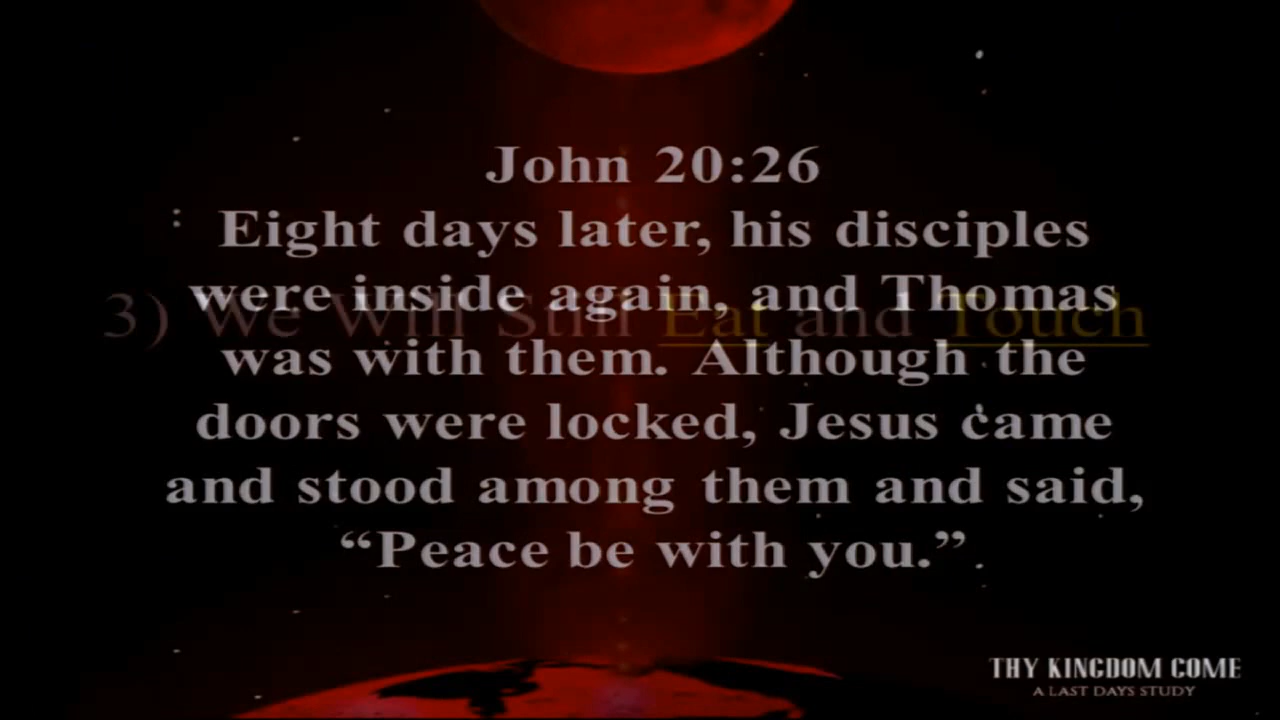 John 20:26
Eight days later, his disciples
were inside again, and Thomas
3) We Will Still Eat and Touch
was with them. Although the
doors were locked, Jesus came
and stood among them and said,
“Peace be with you.”
THY KINGDOM COME
A LAST DAYS STUDY